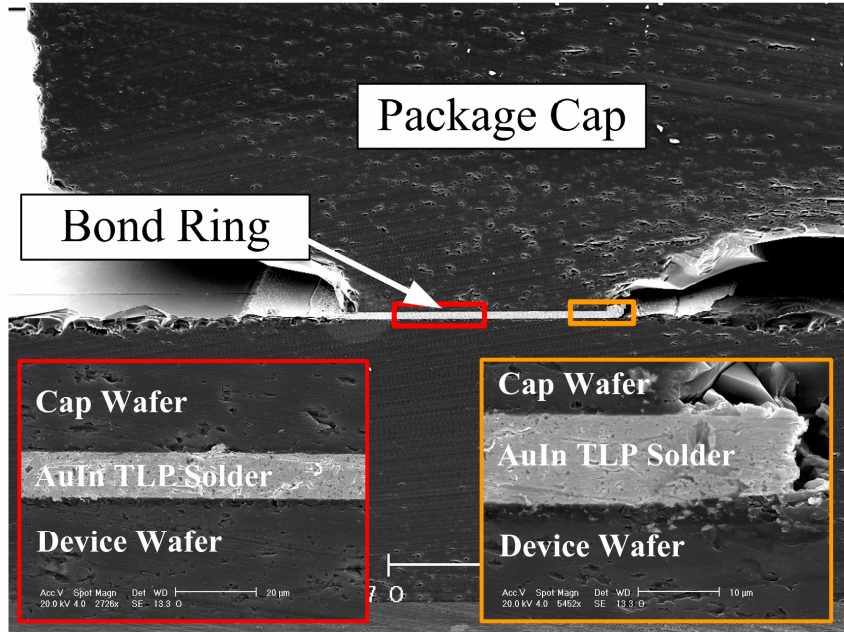 Package Cap
Bond Ring
Cap Wafer
AuIn TLP Solder
Device Wafer
Acc.V Spot Magn Det WD 20 µm
20.0 kV 4.0 2726x SE 13.3 0
Cap Wafer
AuIn TLP Solder
Device Wafer
Acc.V Spot Magn Det WD 10 µm
20.0 kV 4.0 5452x SE 13.3 0